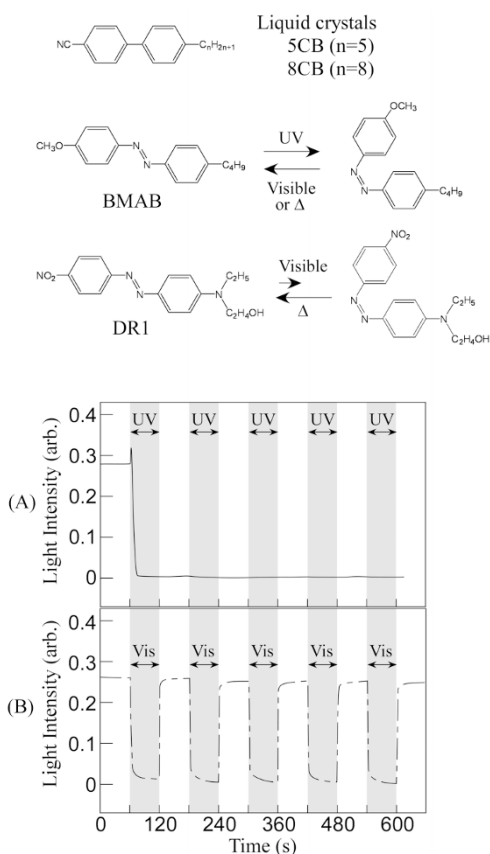 Liquid crystals
NC
CnH2n+1
5CB (n=5)
8CB (n=8)
OCH3
CH3O
N
N
UV
C4H9
Visible
or Δ
N
N
C4H9
BMAB
NO2
NO2
N
N
C2H5
N
C2H4OH
Visible
Δ
N
N
C2H5
N
C2H4OH
DR1
(A)
Light Intensity (arb.)
0.4
0.3
0.2
0.1
0
UV UV UV UV UV
(B)
Light Intensity (arb.)
0.4
0.3
0.2
0.1
0
Vis Vis Vis Vis Vis
0 120 240 360 480 600
Time (s)